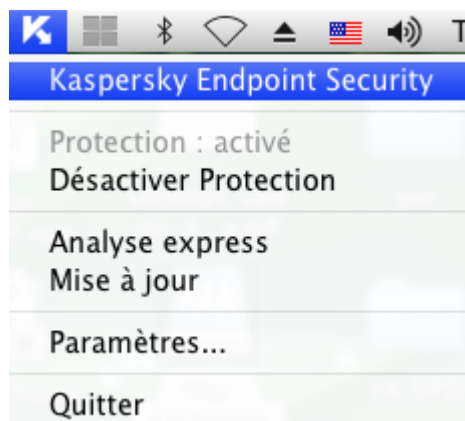 K
T
Kaspersky Endpoint Security
Protection : activé
Désactiver Protection
Analyse express
Mise à jour
Paramètres...
Quitter